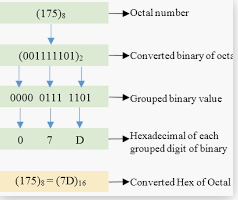 (175)₈ Octal number
(001111101)₂ Converted binary of octa
0000 0111 1101 Grouped binary value
0 7 D Hexadecimal of each
grouped digit of binary
(175)₈ = (7D)₁₆ Converted Hex of Octal